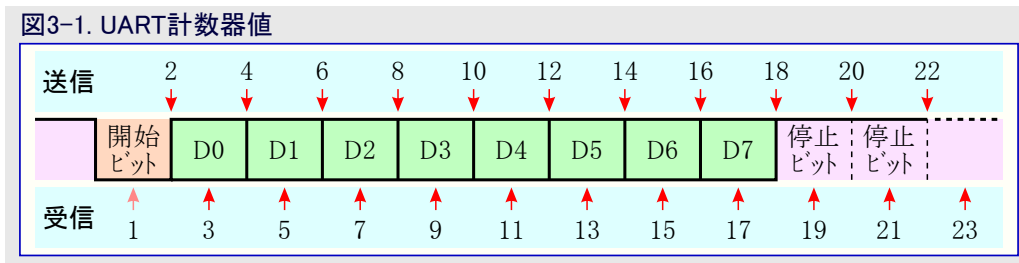 図3-1. UART計数器値
送信 2 4 6 8 10 12 14 16 18 20 22
開始ビット D0 D1 D2 D3 D4 D5 D6 D7 停止ビット 停止ビット
受信 1 3 5 7 9 11 13 15 17 19 21 23